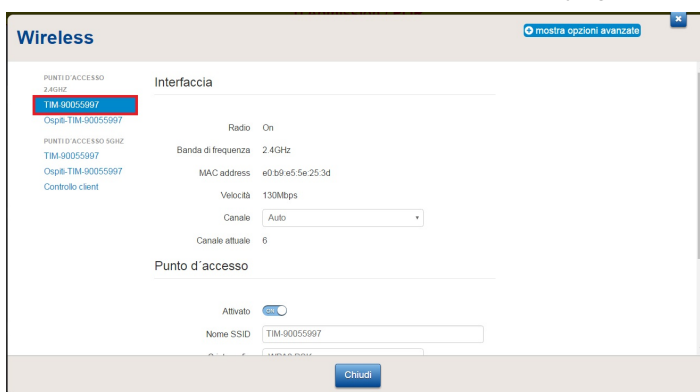 Wireless
mostra opzioni avanzate
x
PUNTI D'ACCESSO
2.4GHZ
TIM-90055997
Ospiti-TIM-90055997
PUNTI D'ACCESSO 5GHZ
TIM-90055997
Ospiti-TIM-90055997
Controllo client
Interfaccia
Radio On
Banda di frequenza 2.4GHz
MAC address e0:b9:e5:5e:25:3d
Velocità 130Mbps
Canale Auto
Canale attuale 6
Punto d´accesso
Attivato ON
Nome SSID TIM-90055997
Chiudi